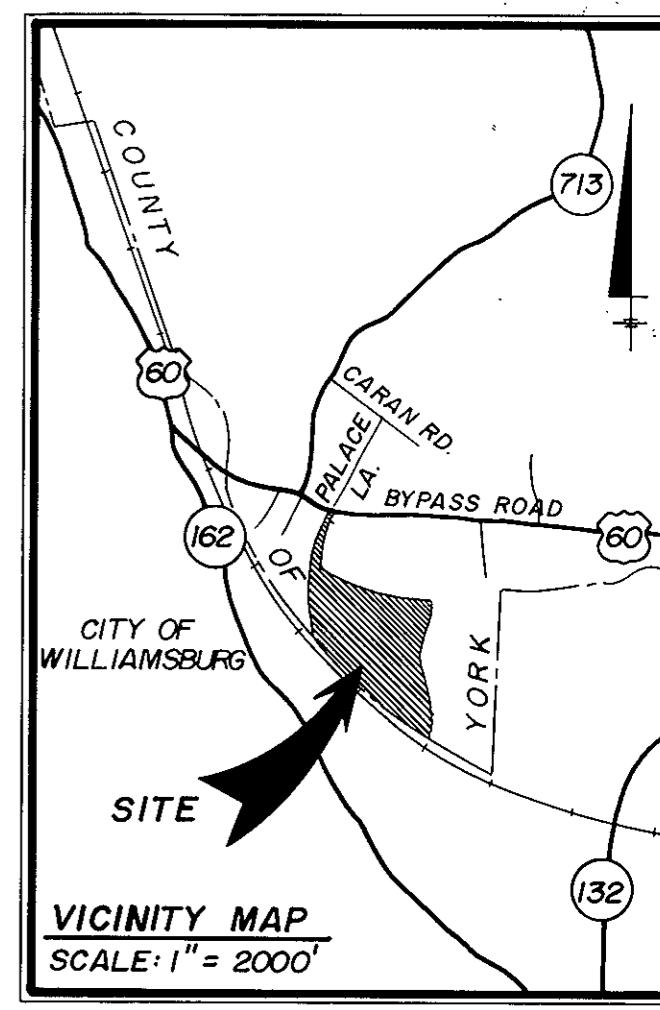 COUNTY
713
60
CARAN RD.
PALACE
LA.
BYPASS ROAD
60
162
OF
CITY OF
WILLIAMSBURG
YORK
SITE
132
VICINITY MAP
SCALE: 1" = 2000'